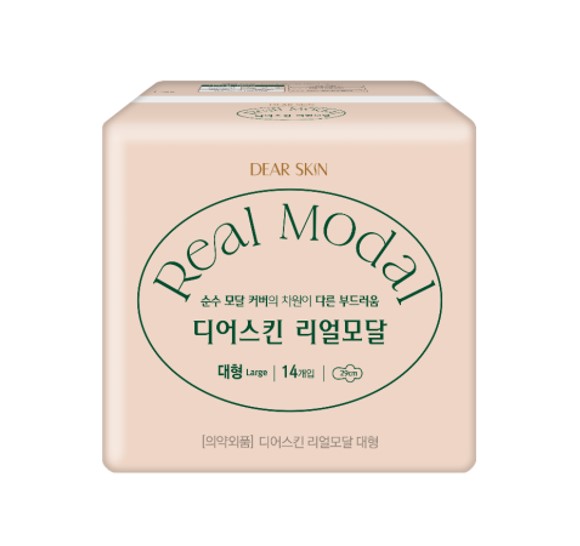 DEAR SKIN
Real Modal
순수 모달 커버의 차원이 다른 부드러움
디어스킨 리얼모달
대형 Large | 14개입 | 29cm
[의약외품] 디어스킨 리얼모달 대형